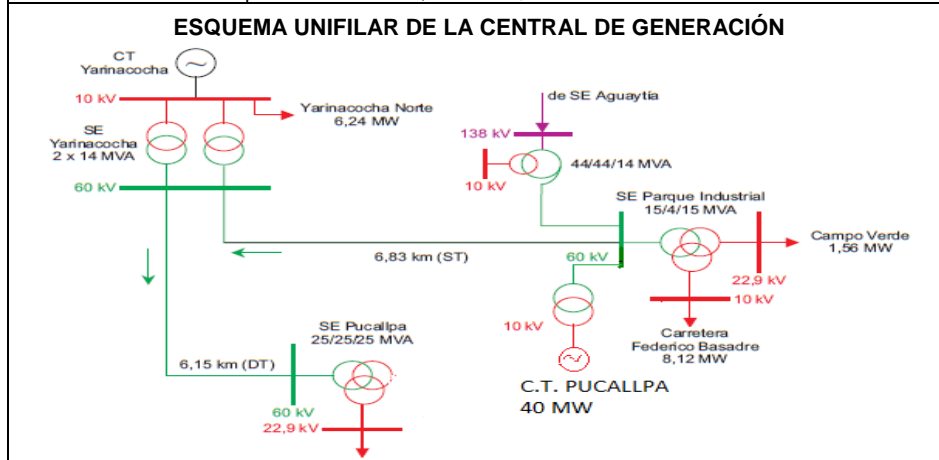 ESQUEMA UNIFILAR DE LA CENTRAL DE GENERACIÓN
CT
Yarinacocha
10 kV
Yarinacocha Norte
6,24 MW
SE
Yarinacocha
2 x 14 MVA
60 kV
de SE Aguaytía
138 kV
44/44/14 MVA
10 kV
SE Parque Industrial
15/4/15 MVA
Campo Verde
1,56 MW
6,83 km (ST)
60 kV
22,9 kV
10 kV
10 kV
Carretera
Federico Basadre
8,12 MW
SE Pucallpa
25/25/25 MVA
6,15 km (DT)
60 kV
22,9 kV
C.T. PUCALLPA
40 MW